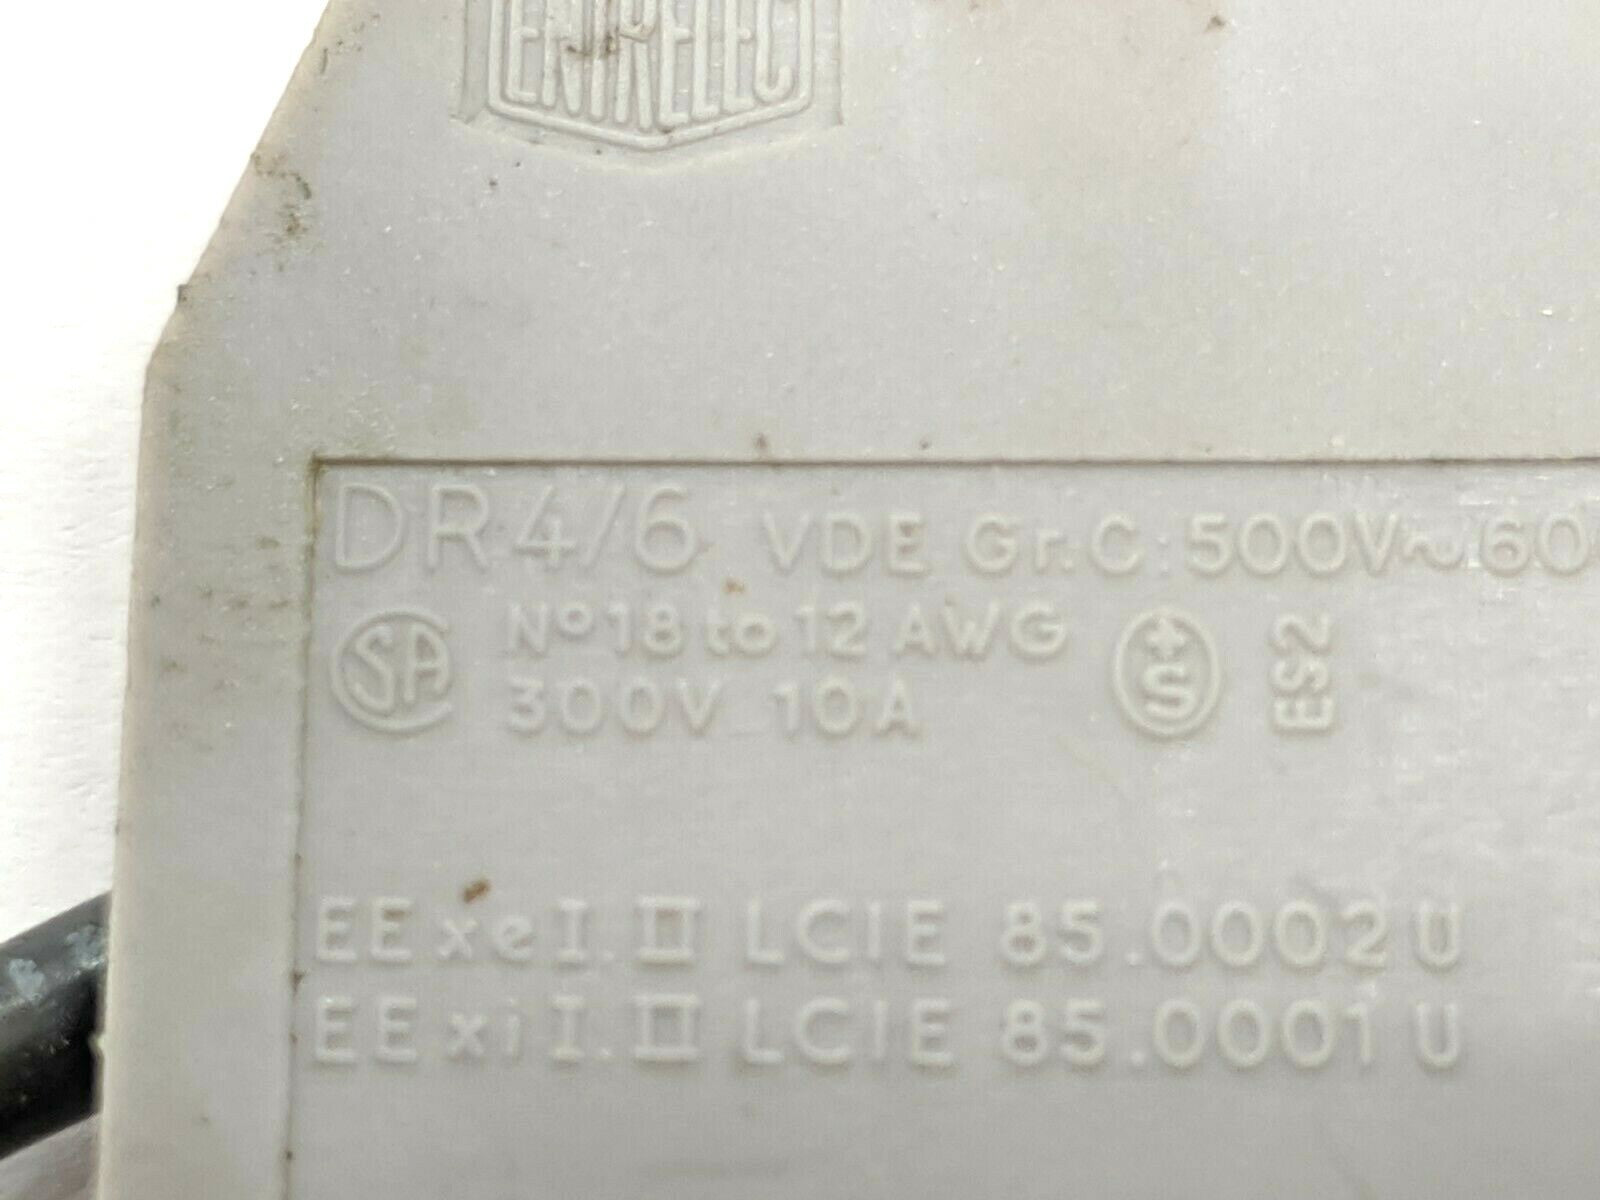 ENTRELEC
DR4/6 VDE Gr.C: 500V~ 60
SA Nº 18 to 12 AWG
300V 10A
+S
ES2
EExeI.II LCIE 85.0002U
EExiI.II LCIE 85.0001U